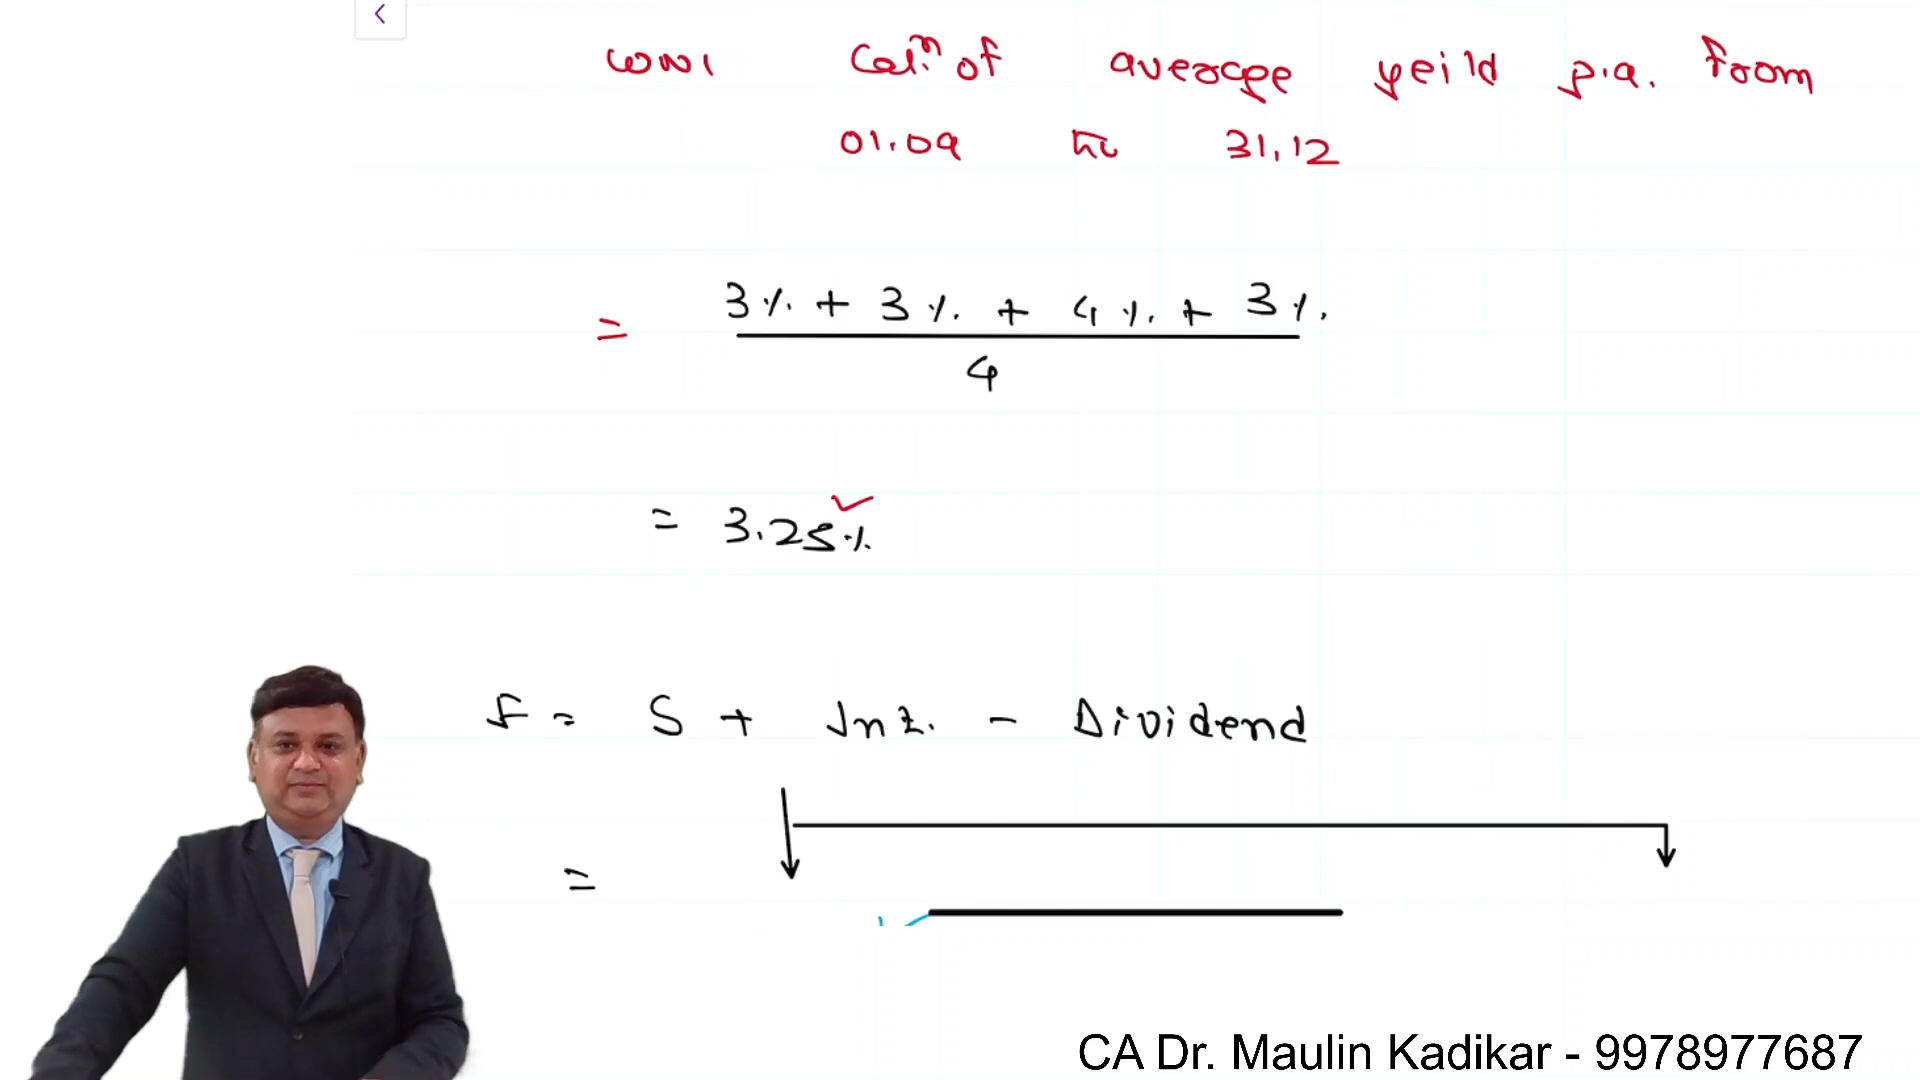 WN1 Calⁿ. of average yeild p.a. from
01.09 to 31.12
= 3% + 3% + 4% + 3%
4
= 3.25% ✓
F = S + Int. - Dividend
=
CA Dr. Maulin Kadikar - 9978977687